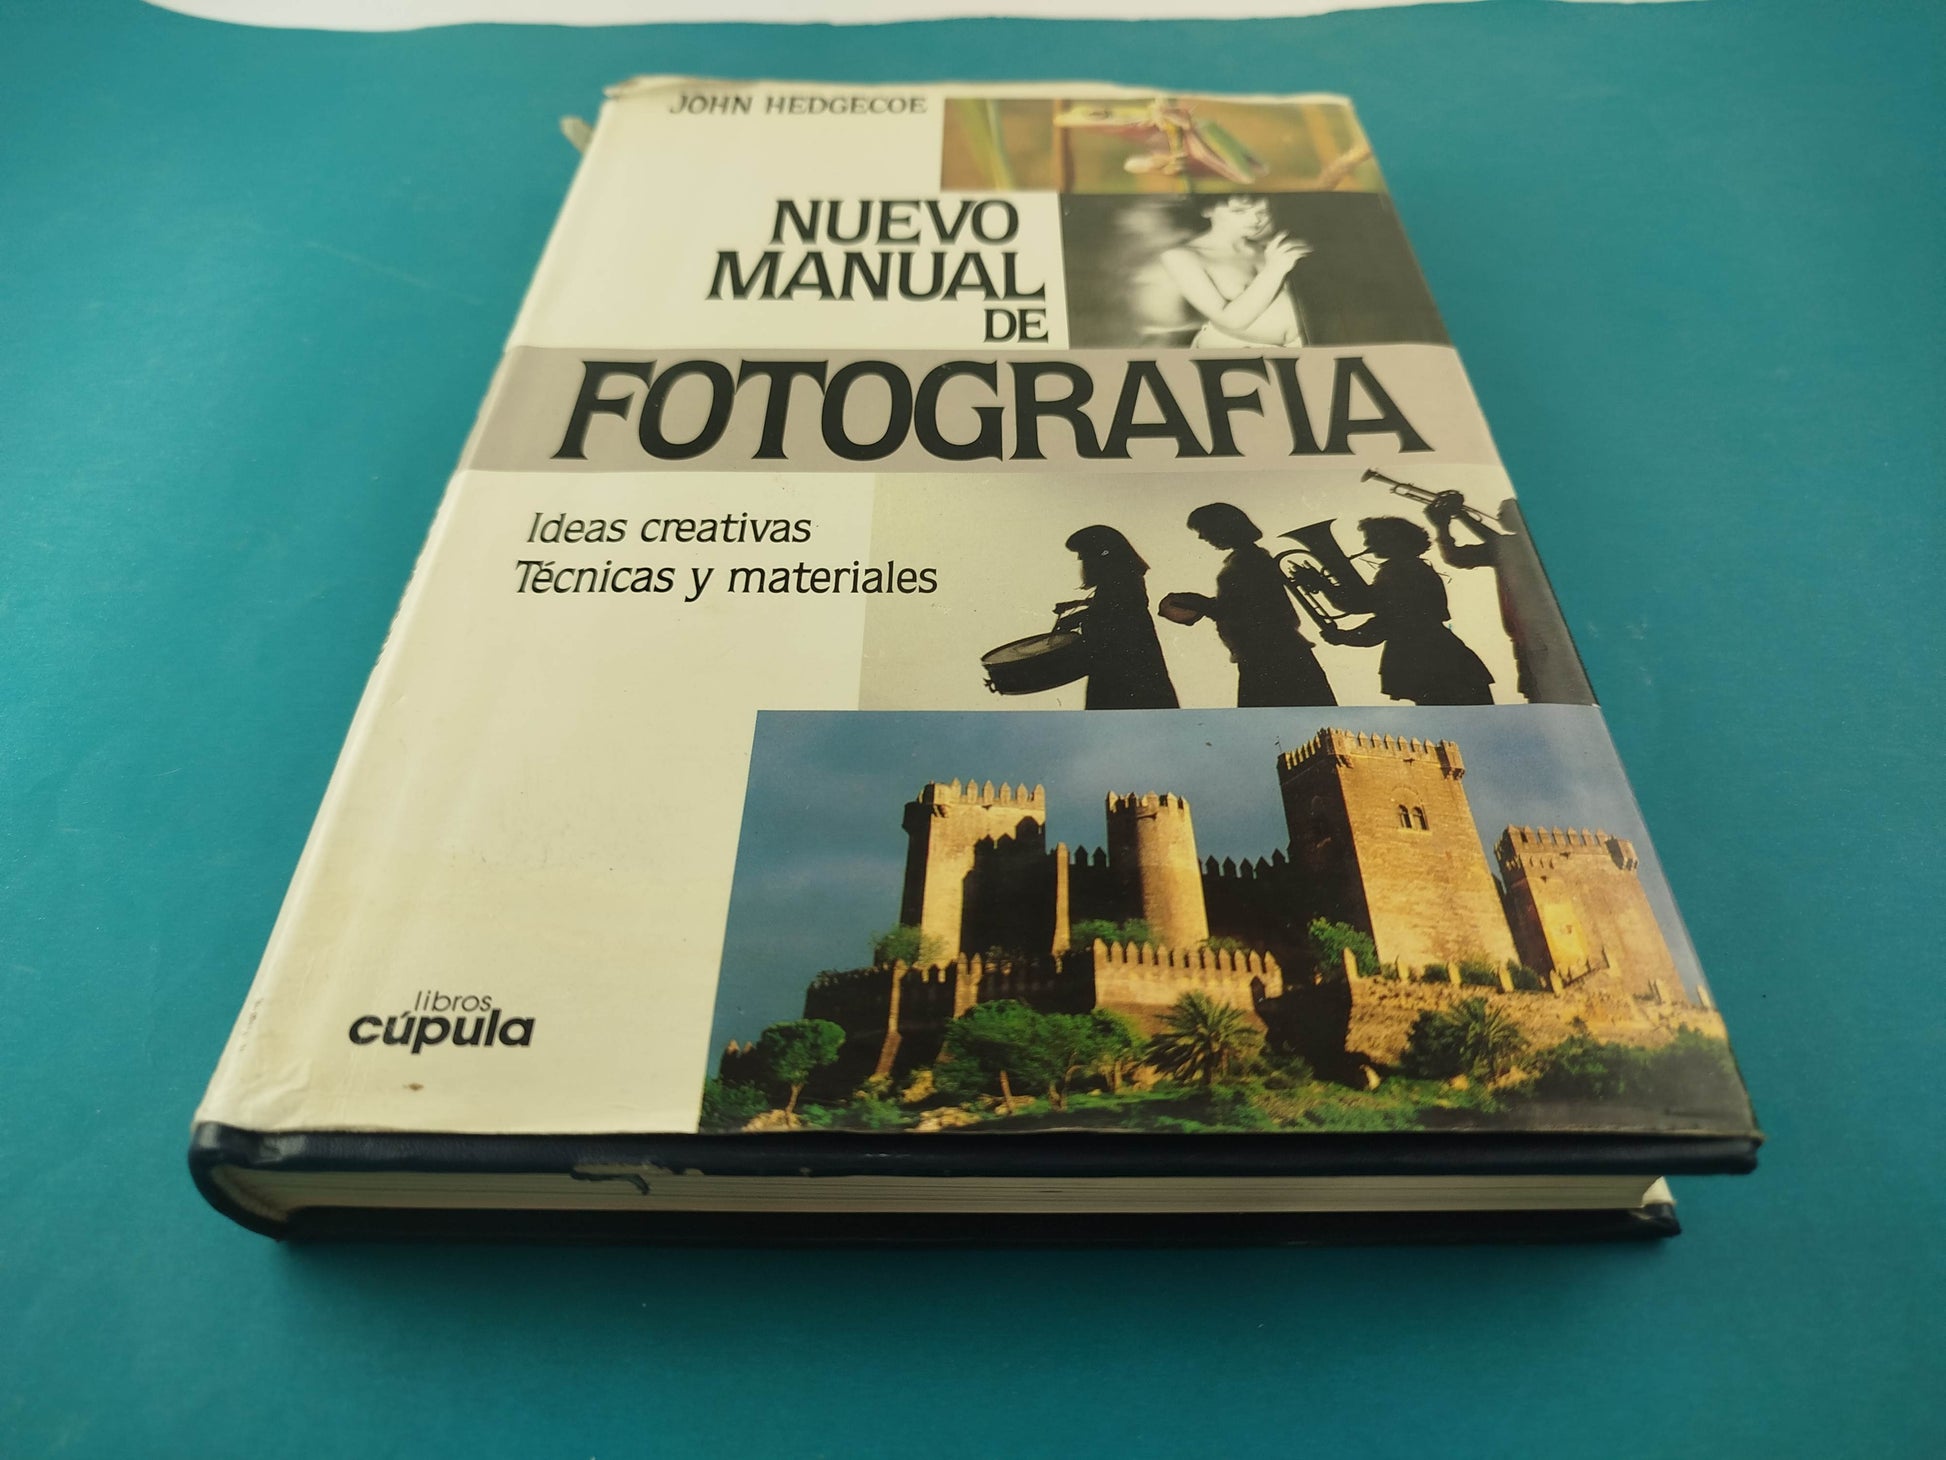 JOHN HEDGECOE
NUEVO
MANUAL
DE
FOTOGRAFIA
Ideas creativas
Técnicas y materiales
libros
cúpula